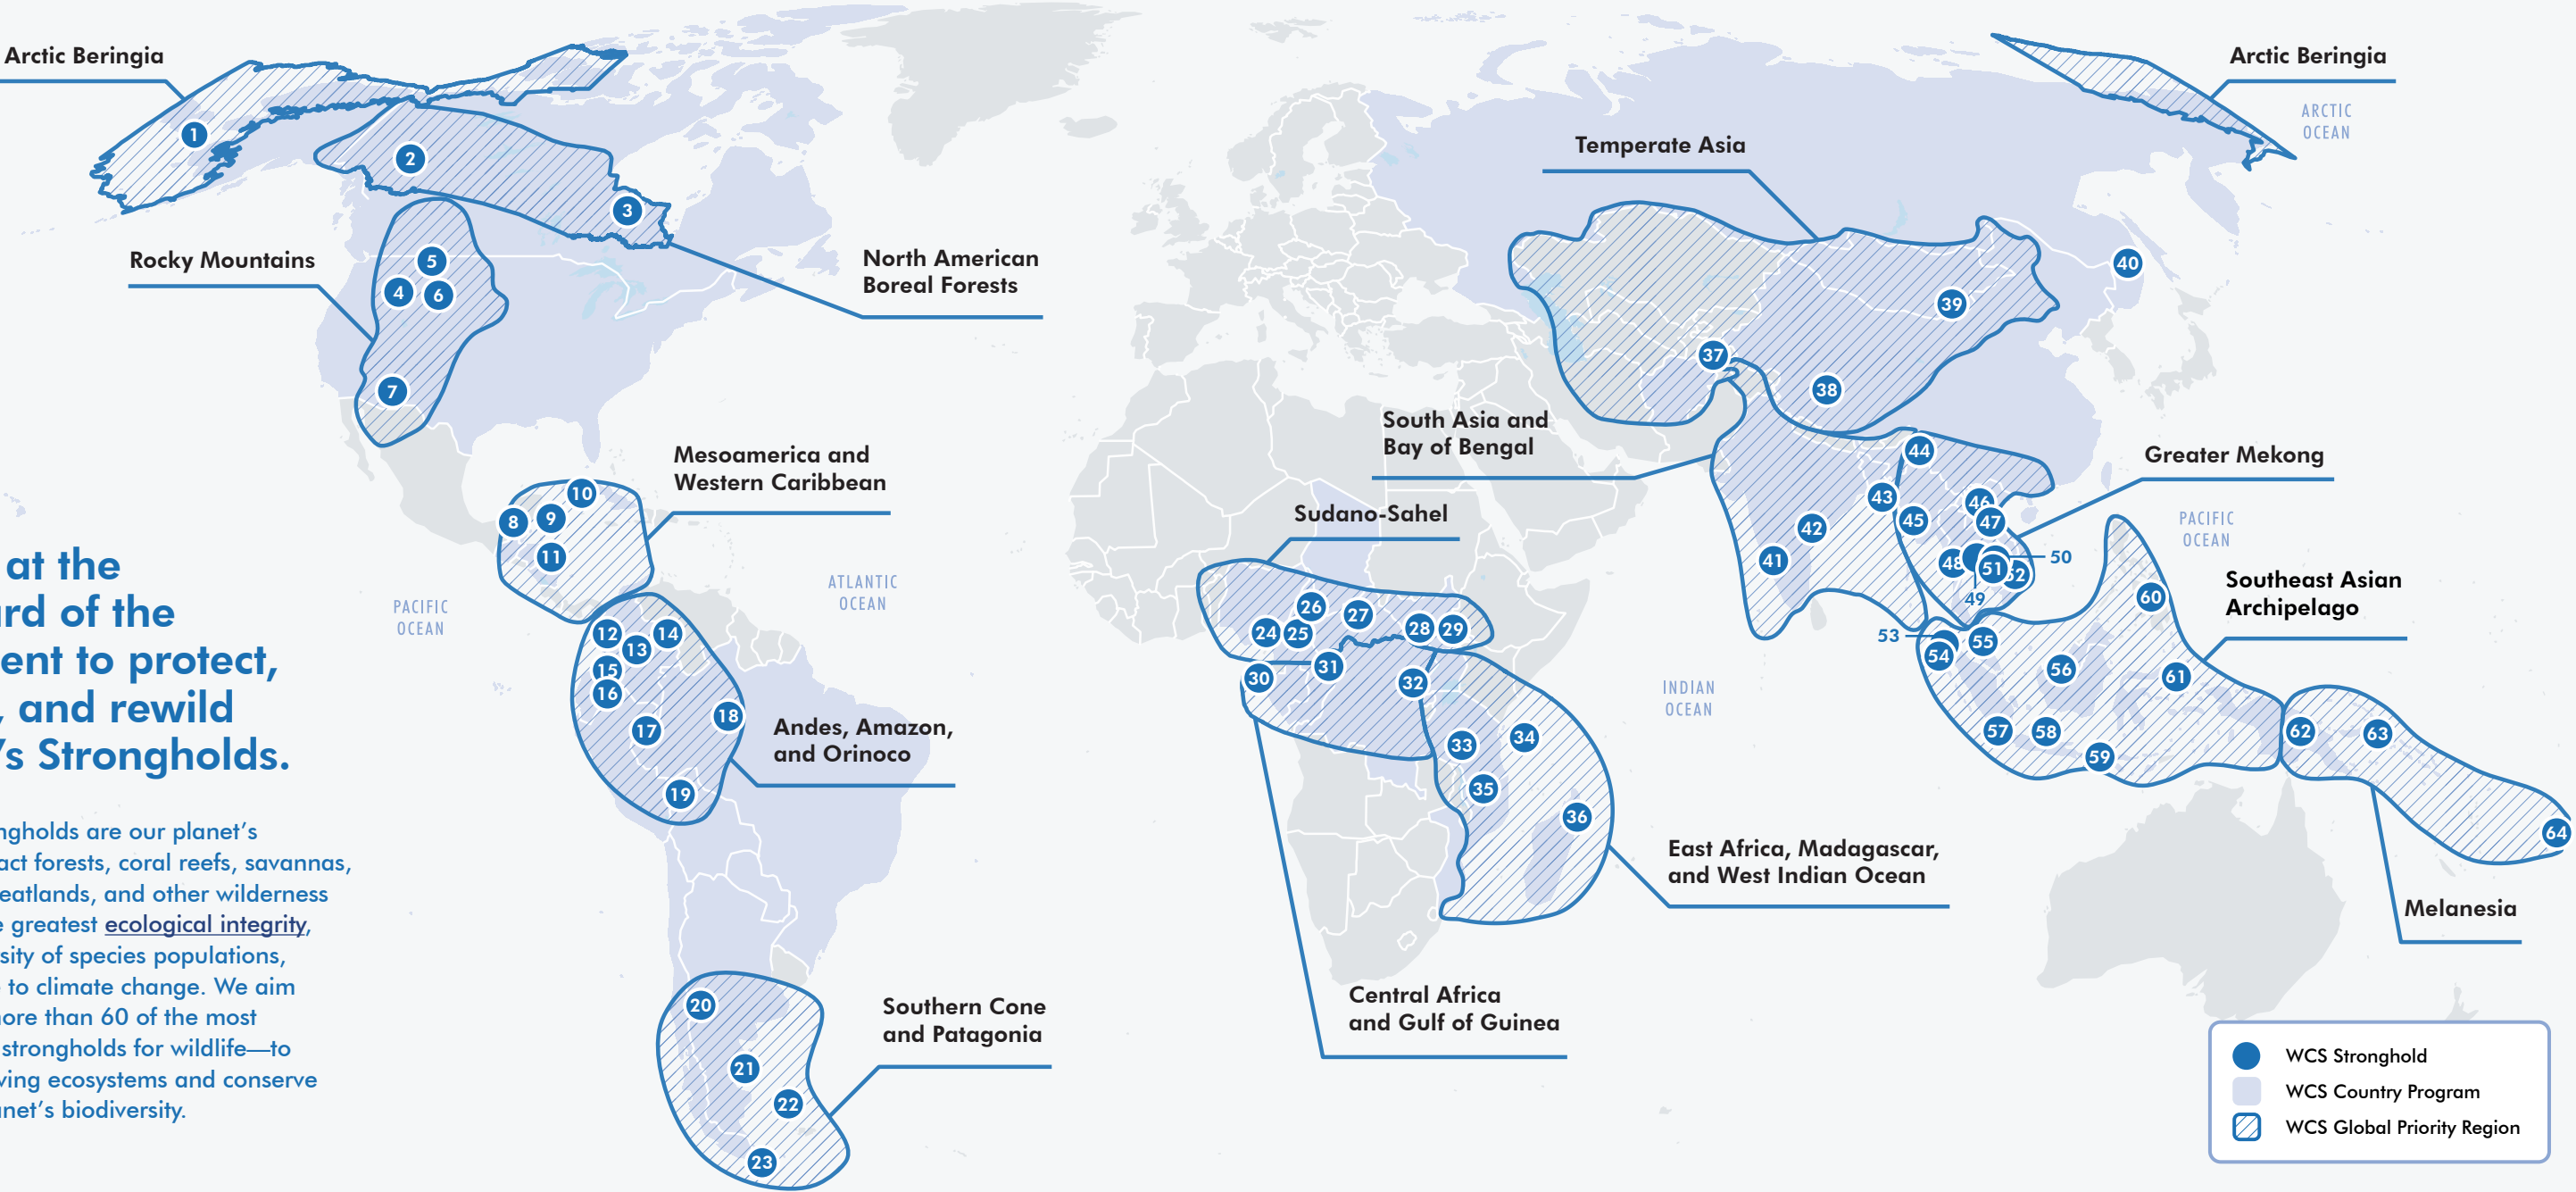 Arctic Beringia
Arctic Beringia
ARCTIC
OCEAN
Temperate Asia
1
2
3
40
Rocky Mountains
North American
Boreal Forests
5
4
6
39
37
7
38
South Asia and
Bay of Bengal
Mesoamerica and
Western Caribbean
44
Greater Mekong
10
8
9
11
Sudano-Sahel
43
46
45
47
42
41
PACIFIC
OCEAN
48
50
51
52
49
at the
ard of the
ent to protect,
, and rewild
’s Strongholds.
PACIFIC
OCEAN
ATLANTIC
OCEAN
Southeast Asian
Archipelago
60
26
27
24
25
28
29
12
14
13
15
16
53
54
55
31
30
32
56
61
INDIAN
OCEAN
17
18
Andes, Amazon,
and Orinoco
33
34
57
58
59
62
63
19
35
36
64
ngholds are our planet’s
act forests, coral reefs, savannas,
eatlands, and other wilderness
e greatest ecological integrity,
sity of species populations,
to climate change. We aim
ore than 60 of the most
strongholds for wildlife—to
ving ecosystems and conserve
anet’s biodiversity.
East Africa, Madagascar,
and West Indian Ocean
Melanesia
20
21
22
23
Southern Cone
and Patagonia
Central Africa
and Gulf of Guinea
WCS Stronghold
WCS Country Program
WCS Global Priority Region